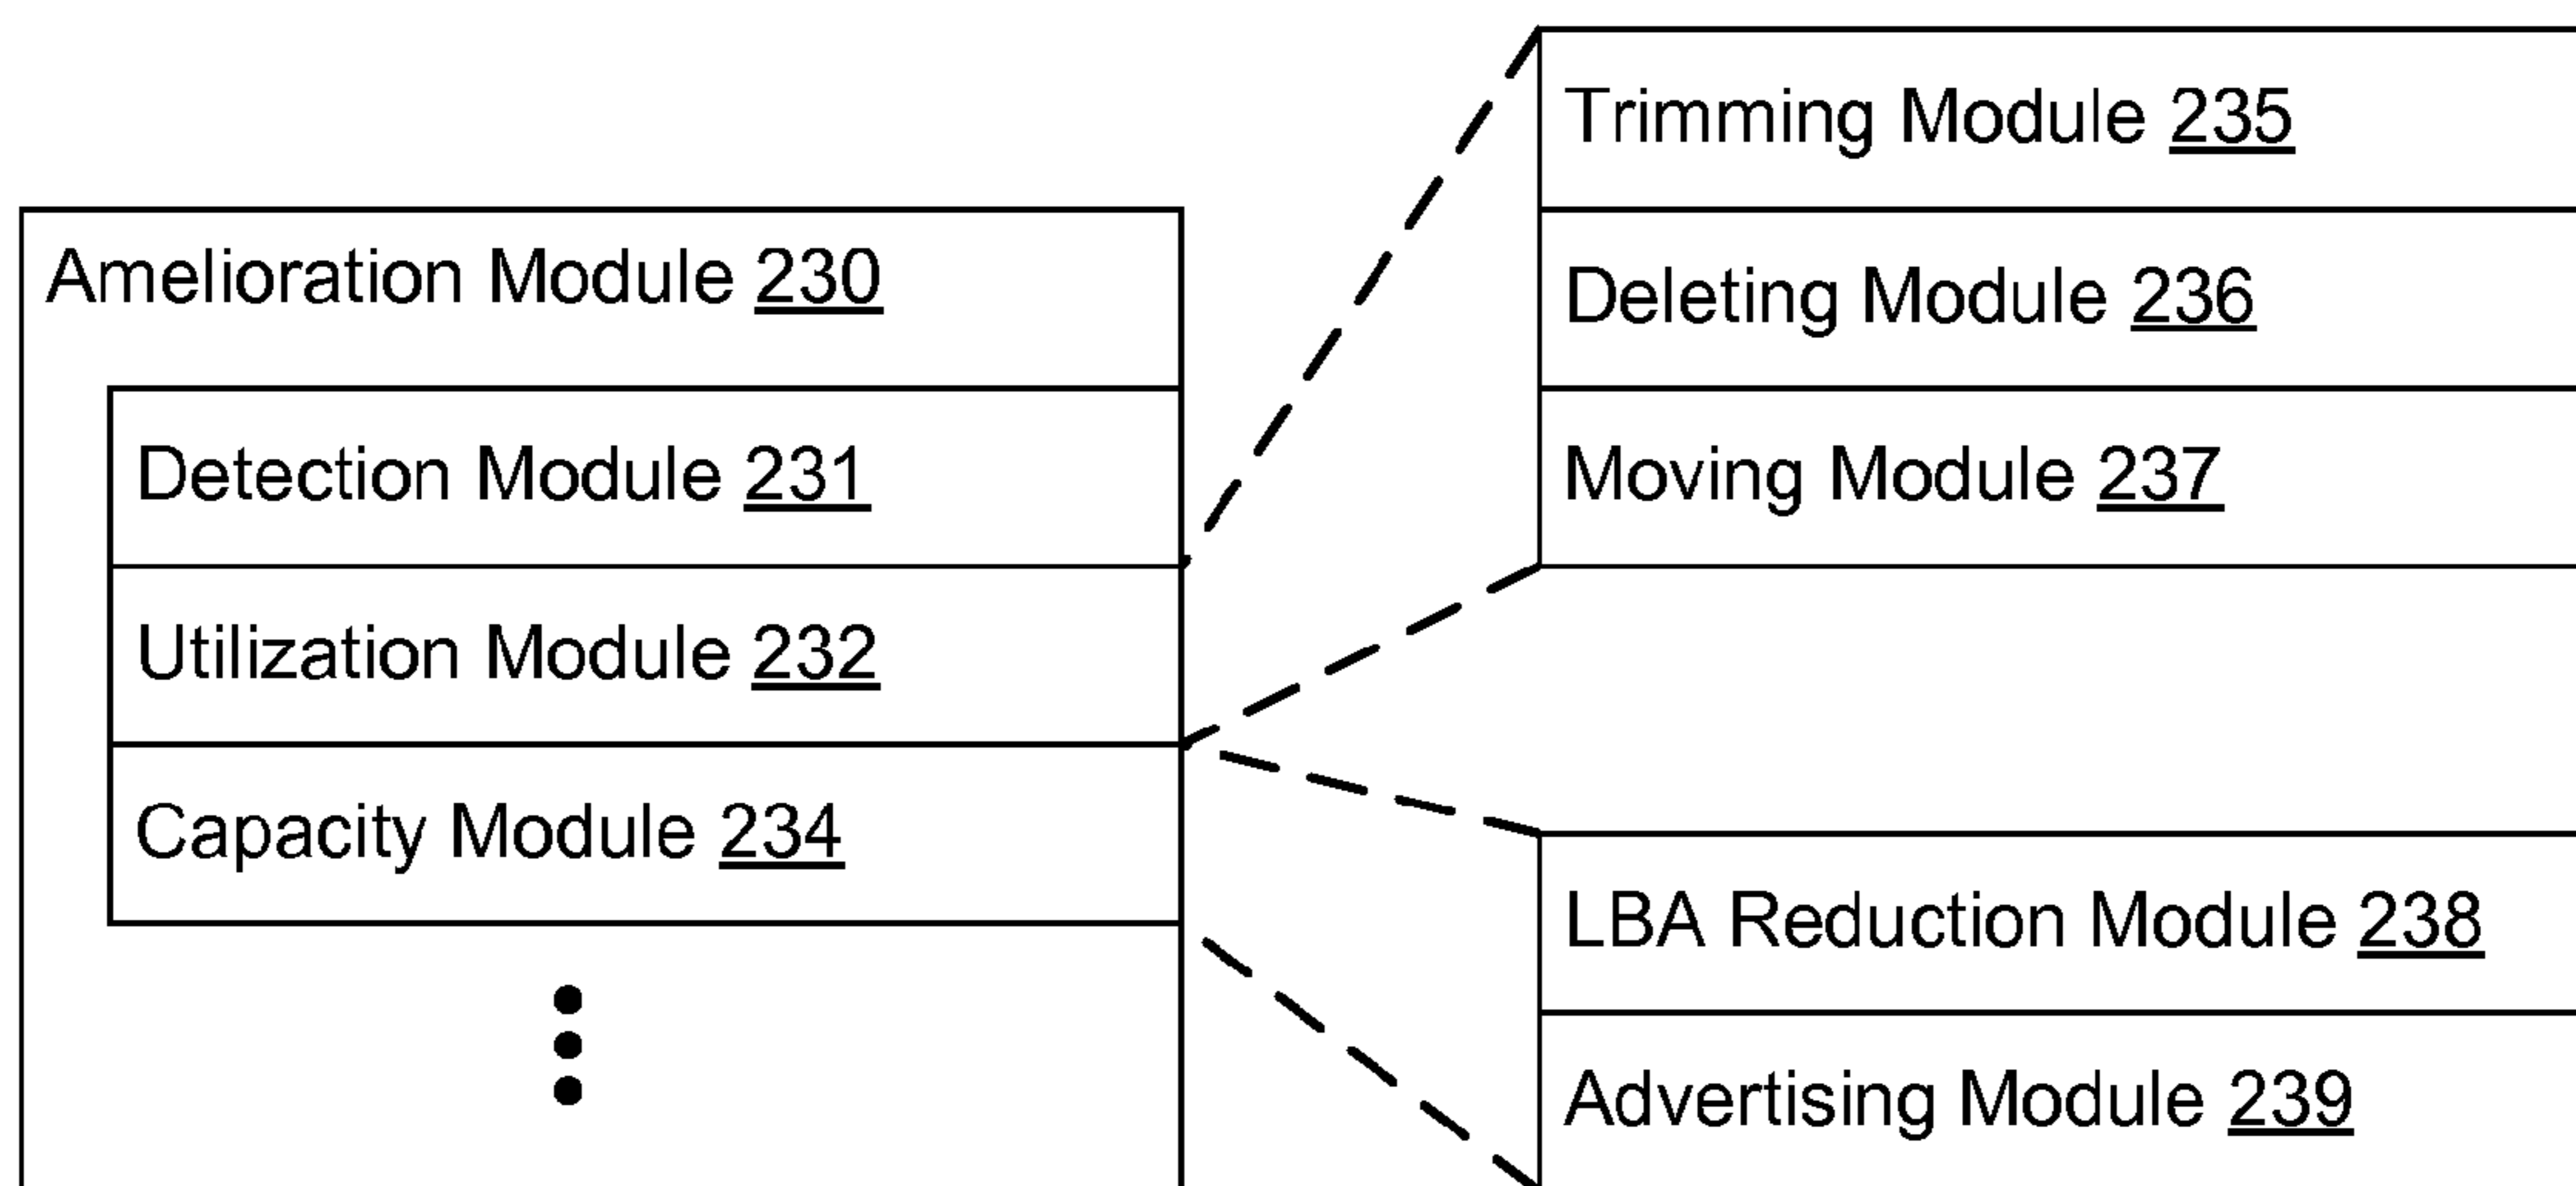 Amelioration Module 230
Detection Module 231
Utilization Module 232
Capacity Module 234
Trimming Module 235
Deleting Module 236
Moving Module 237
LBA Reduction Module 238
Advertising Module 239